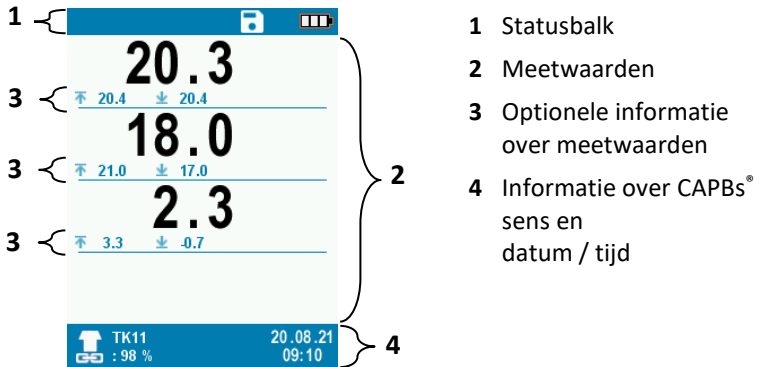 1
20.3
3
20.4 20.4
18.0
3
21.0 17.0
2
2.3
3
3.3 -0.7
TK11
: 98 %
20.08.21
09:10
4
1 Statusbalk
2 Meetwaarden
3 Optionele informatie
over meetwaarden
4 Informatie over CAPBs®
sens en
datum / tijd